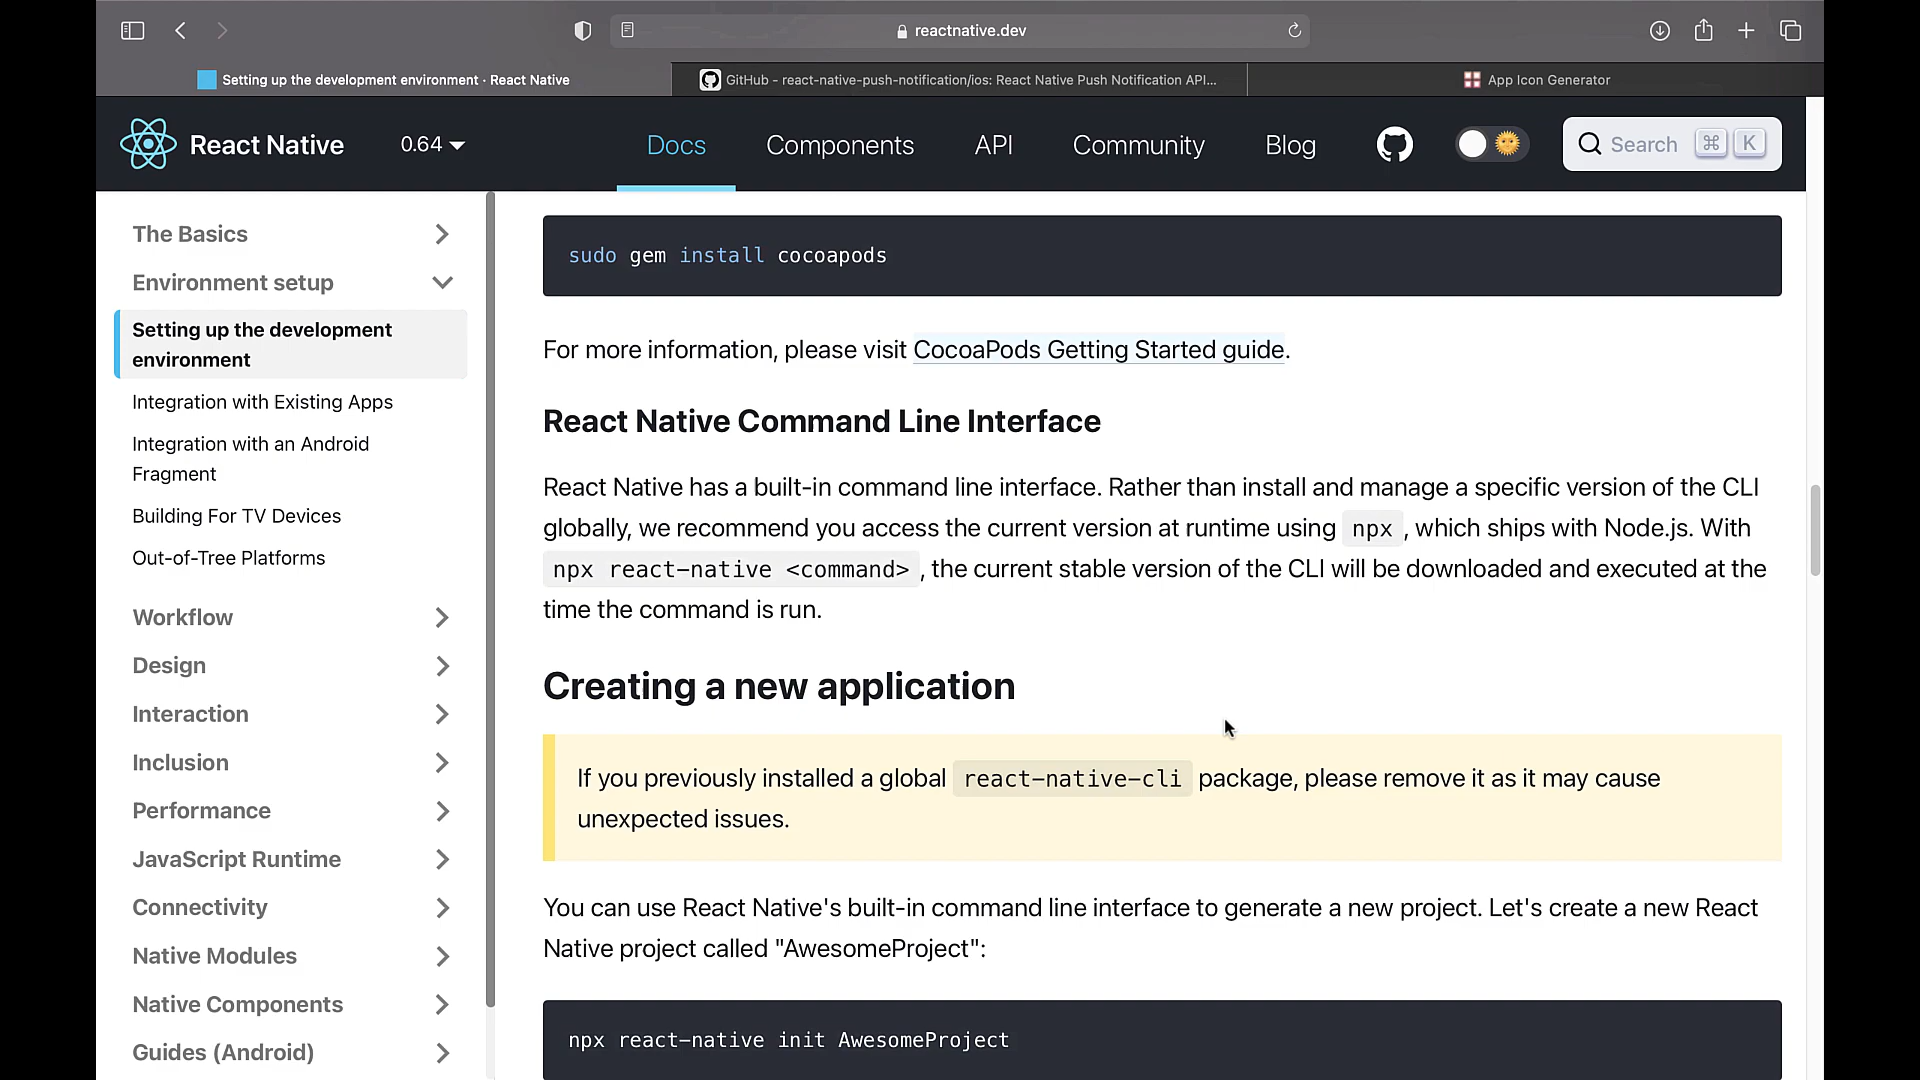 reactnative.dev
Setting up the development environment · React Native
GitHub - react-native-push-notification/ios: React Native Push Notification API...
App Icon Generator
React Native
0.64
Docs
Components
API
Community
Blog
Search ⌘ K
The Basics
Environment setup
Setting up the development
environment
Integration with Existing Apps
Integration with an Android
Fragment
Building For TV Devices
Out-of-Tree Platforms
Workflow
Design
Interaction
Inclusion
Performance
JavaScript Runtime
Connectivity
Native Modules
Native Components
Guides (Android)
sudo gem install cocoapods
For more information, please visit CocoaPods Getting Started guide.
React Native Command Line Interface
React Native has a built-in command line interface. Rather than install and manage a specific version of the CLI
globally, we recommend you access the current version at runtime using npx, which ships with Node.js. With
npx react-native <command>, the current stable version of the CLI will be downloaded and executed at the
time the command is run.
Creating a new application
If you previously installed a global react-native-cli package, please remove it as it may cause
unexpected issues.
You can use React Native's built-in command line interface to generate a new project. Let's create a new React
Native project called "AwesomeProject":
npx react-native init AwesomeProject